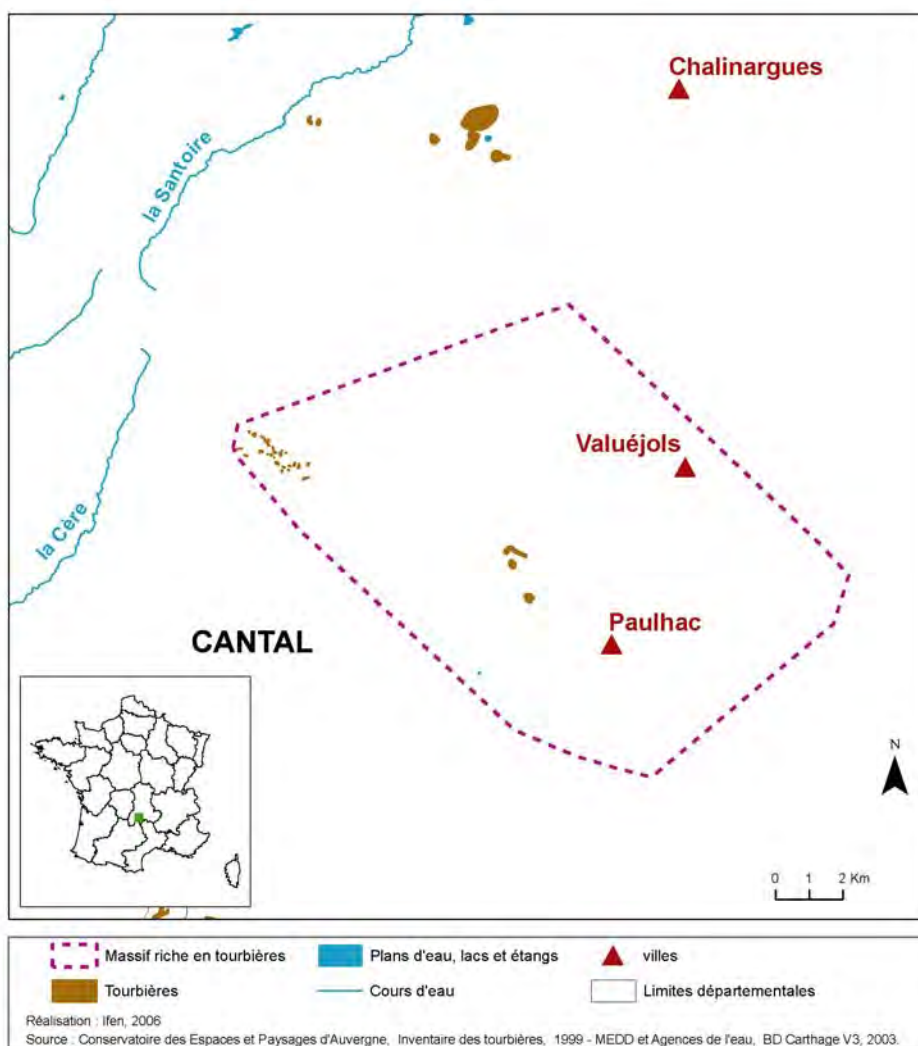 Chalinargues
la Santoire
Valuéjols
la Cère
Paulhac
CANTAL
N
0 1 2 Km
Massif riche en tourbières
Plans d'eau, lacs et étangs
villes
Tourbières
Cours d'eau
Limites départementales
Réalisation : Ifen, 2006
Source : Conservatoire des Espaces et Paysages d'Auvergne, Inventaire des tourbières, 1999 - MEDD et Agences de l'eau, BD Carthage V3, 2003.